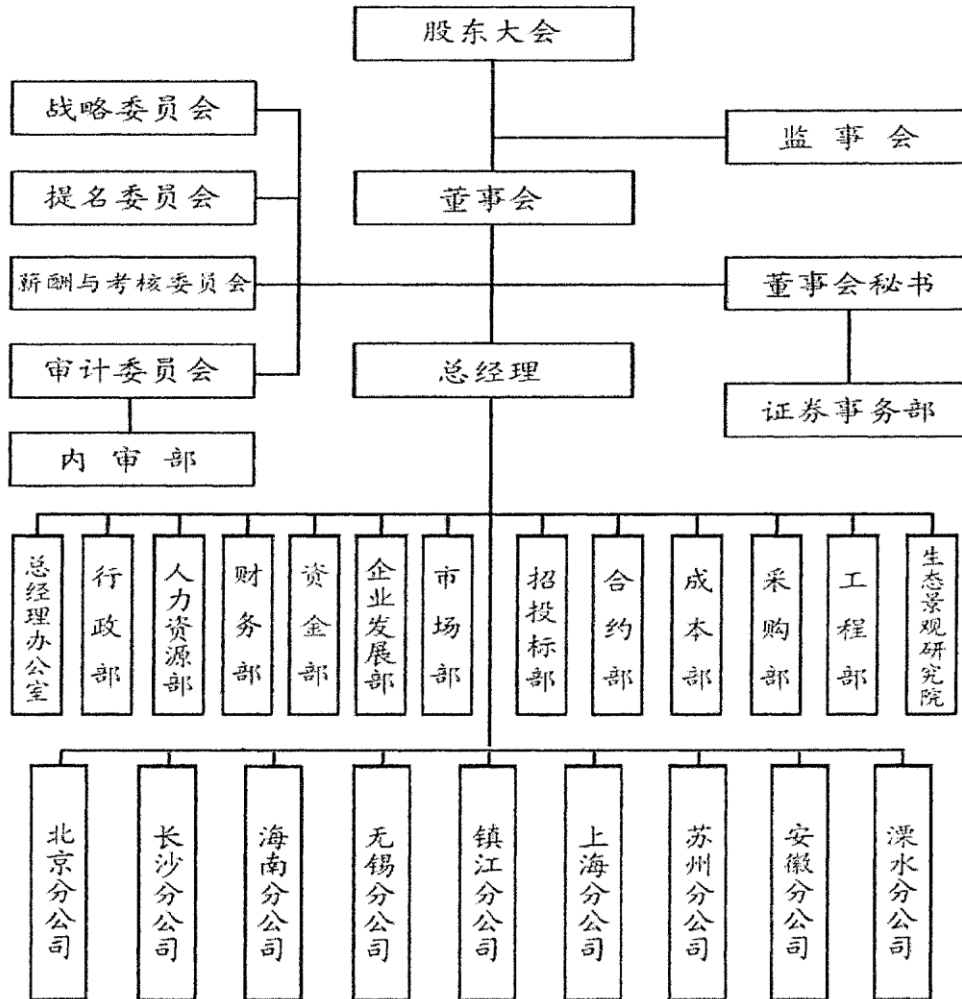 股东大会
战略委员会
监事会
提名委员会
董事会
薪酬与考核委员会
董事会秘书
审计委员会
总经理
证券事务部
内审部
总经理办公室
行政部
人力资源部
财务部
资金部
企业发展部
市场部
招投标部
合约部
成本部
采购部
工程部
生态景观研究院
北京分公司
长沙分公司
海南分公司
无锡分公司
镇江分公司
上海分公司
苏州分公司
安徽分公司
溧水分公司